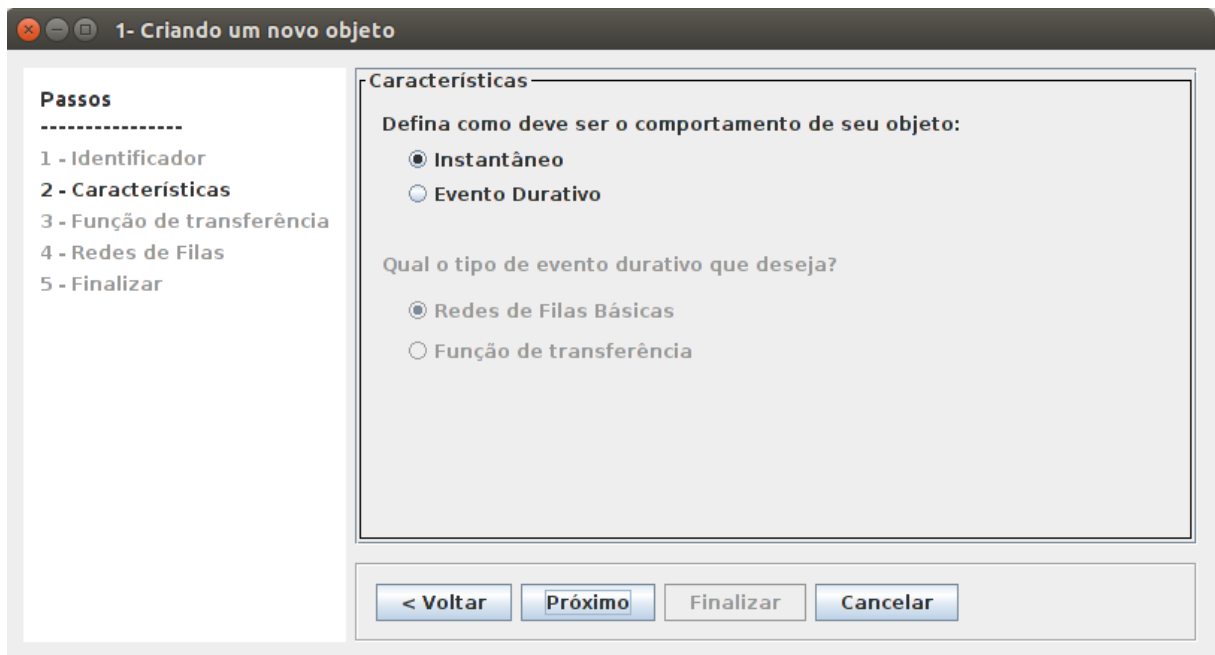 1- Criando um novo objeto
Passos
----------------
1 - Identificador
2 - Características
3 - Função de transferência
4 - Redes de Filas
5 - Finalizar
Características
Defina como deve ser o comportamento de seu objeto:
Instantâneo
Evento Durativo
Qual o tipo de evento durativo que deseja?
Redes de Filas Básicas
Função de transferência
< Voltar
Próximo
Finalizar
Cancelar